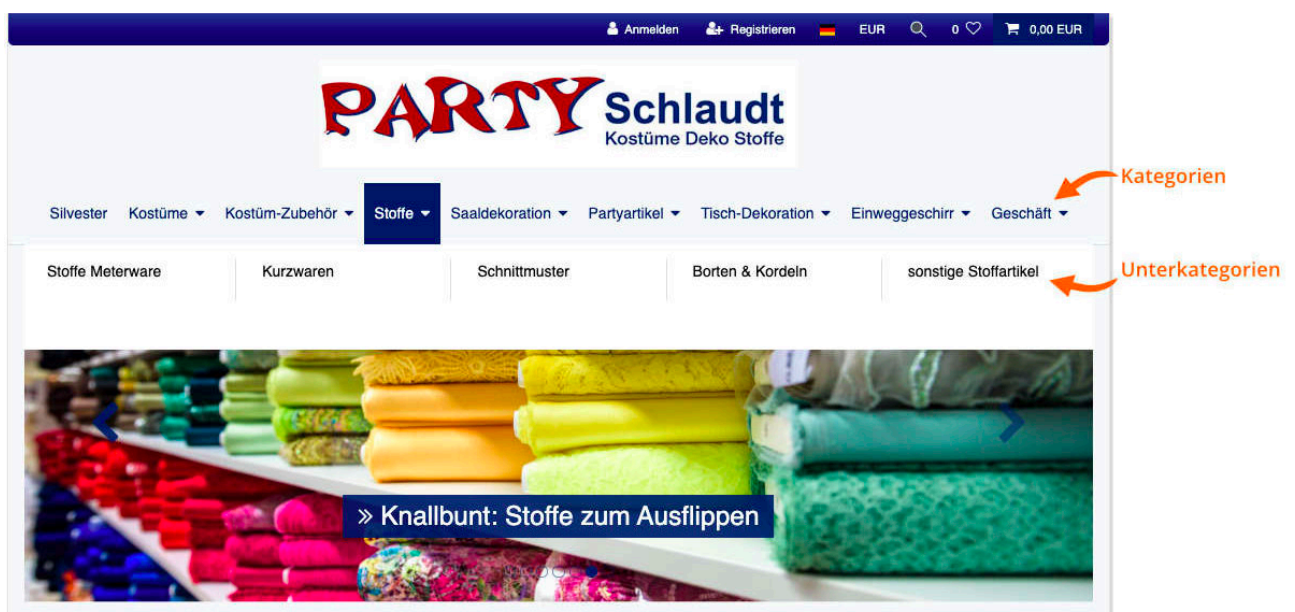 Anmelden Registrieren EUR 0 0,00 EUR
PARTY Schlaudt
Kostüme Deko Stoffe
Kategorien
Silvester Kostüme Kostüm-Zubehör Stoffe Saaldekoration Partyartikel Tisch-Dekoration Einweggeschirr Geschäft
Stoffe Meterware Kurzwaren Schnittmuster Borten & Kordeln sonstige Stoffartikel
Unterkategorien
» Knallbunt: Stoffe zum Ausflippen